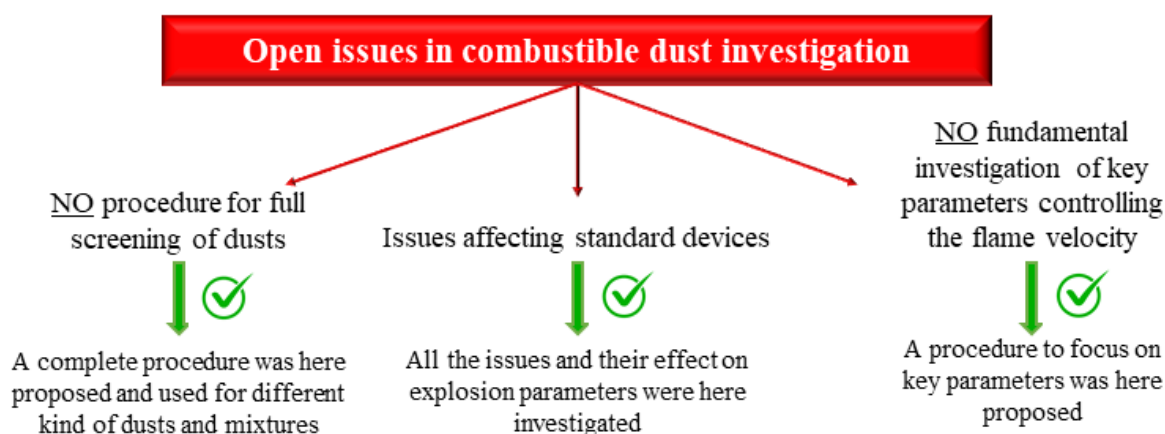 Open issues in combustible dust investigation
NO procedure for full
screening of dusts
A complete procedure was here
proposed and used for different
kind of dusts and mixtures
Issues affecting standard devices
All the issues and their effect on
explosion parameters were here
investigated
NO fundamental
investigation of key
parameters controlling
the flame velocity
A procedure to focus on
key parameters was here
proposed